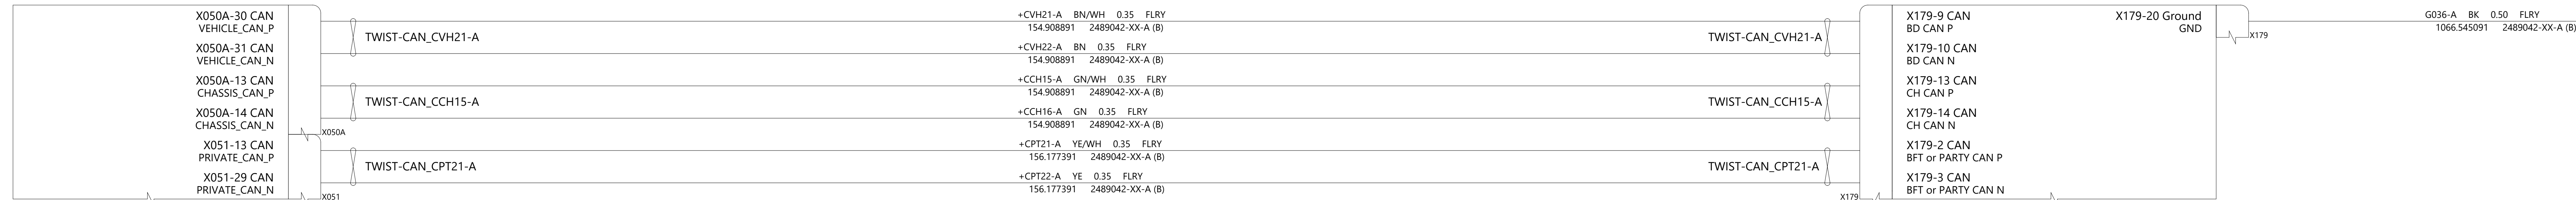 X050A-30 CAN
VEHICLE_CAN_P
X050A-31 CAN
VEHICLE_CAN_N
X050A-13 CAN
CHASSIS_CAN_P
X050A-14 CAN
CHASSIS_CAN_N
X050A
X051-13 CAN
PRIVATE_CAN_P
X051-29 CAN
PRIVATE_CAN_N
X051
TWIST-CAN_CVH21-A
TWIST-CAN_CCH15-A
TWIST-CAN_CPT21-A
+CVH21-A BN/WH 0.35 FLRY
154.908891 2489042-XX-A (B)
+CVH22-A BN 0.35 FLRY
154.908891 2489042-XX-A (B)
+CCH15-A GN/WH 0.35 FLRY
154.908891 2489042-XX-A (B)
+CCH16-A GN 0.35 FLRY
154.908891 2489042-XX-A (B)
+CPT21-A YE/WH 0.35 FLRY
156.177391 2489042-XX-A (B)
+CPT22-A YE 0.35 FLRY
156.177391 2489042-XX-A (B)
TWIST-CAN_CVH21-A
TWIST-CAN_CCH15-A
TWIST-CAN_CPT21-A
X179
X179-9 CAN
BD CAN P
X179-10 CAN
BD CAN N
X179-13 CAN
CH CAN P
X179-14 CAN
CH CAN N
X179-2 CAN
BFT or PARTY CAN P
X179-3 CAN
BFT or PARTY CAN N
X179-20 Ground
GND
X179
G036-A BK 0.50 FLRY
1066.545091 2489042-XX-A (B)